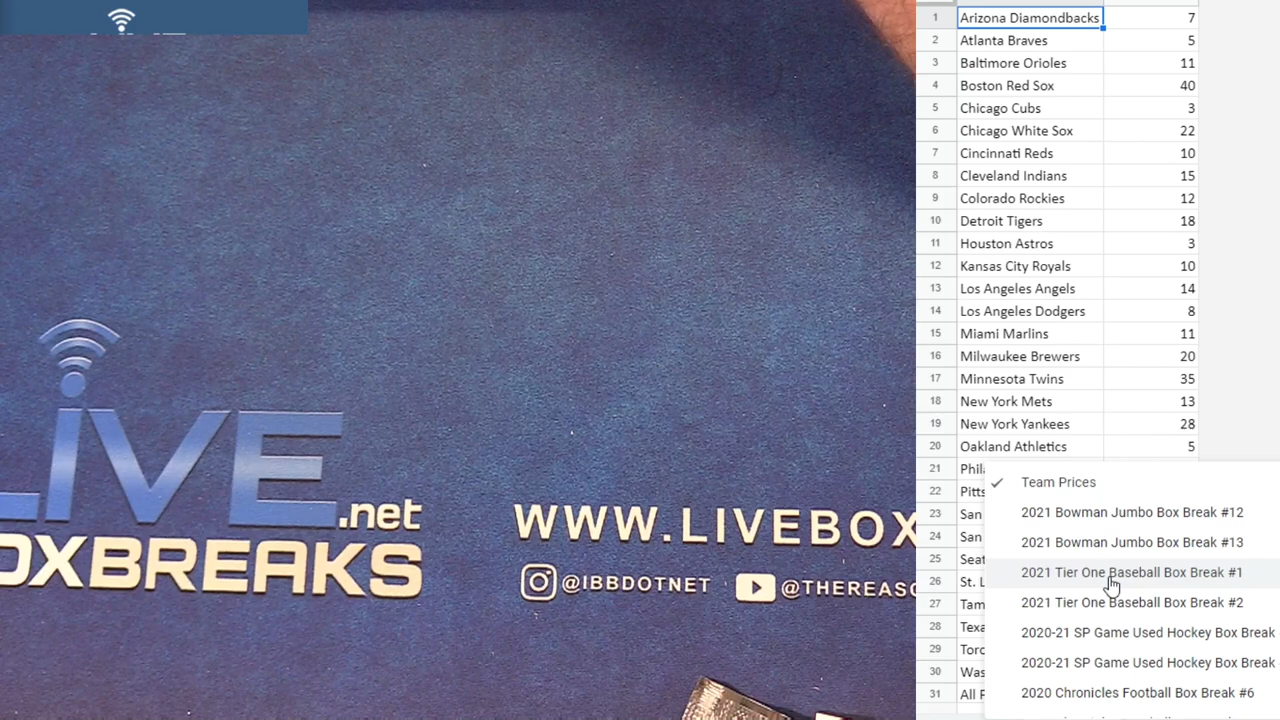 LIVE
.net
OXBREAKS
WWW.LIVEBOX
@IBBDOTNET
@THEREASO
1 Arizona Diamondbacks 7
2 Atlanta Braves 5
3 Baltimore Orioles 11
4 Boston Red Sox 40
5 Chicago Cubs 3
6 Chicago White Sox 22
7 Cincinnati Reds 10
8 Cleveland Indians 15
9 Colorado Rockies 12
10 Detroit Tigers 18
11 Houston Astros 3
12 Kansas City Royals 10
13 Los Angeles Angels 14
14 Los Angeles Dodgers 8
15 Miami Marlins 11
16 Milwaukee Brewers 20
17 Minnesota Twins 35
18 New York Mets 13
19 New York Yankees 28
20 Oakland Athletics 5
21 Phil
22 Pitts
23 San
24 San
25 Seat
26 St. L
27 Tam
28 Texa
29 Toro
30 Was
31 All P
Team Prices
2021 Bowman Jumbo Box Break #12
2021 Bowman Jumbo Box Break #13
2021 Tier One Baseball Box Break #1
2021 Tier One Baseball Box Break #2
2020-21 SP Game Used Hockey Box Break
2020-21 SP Game Used Hockey Box Break
2020 Chronicles Football Box Break #6